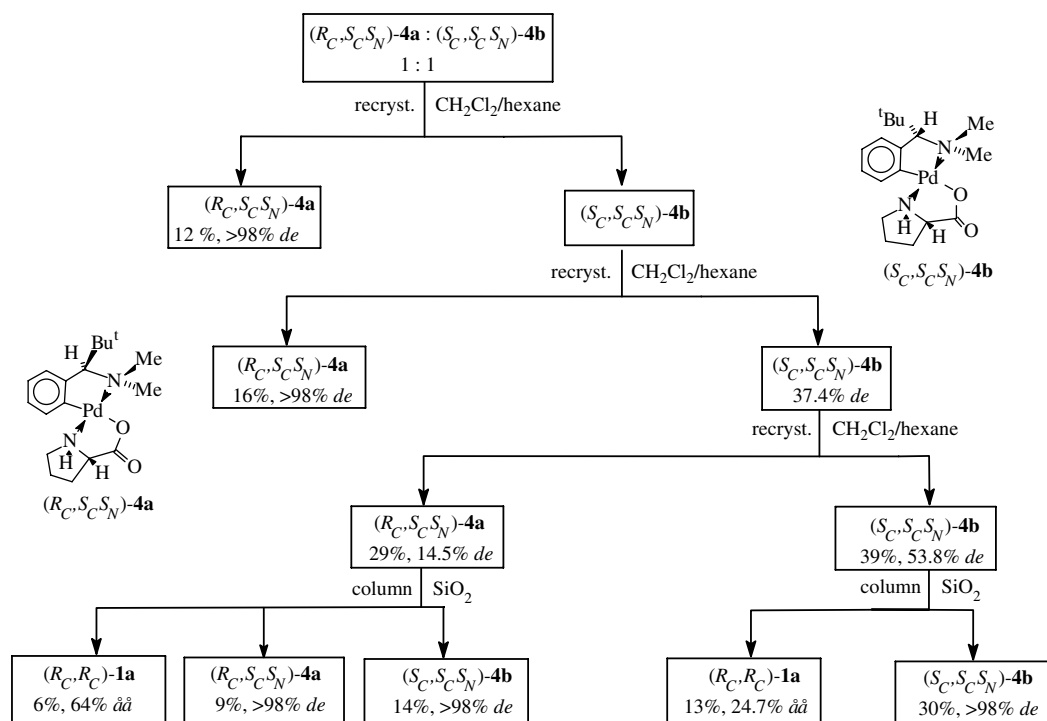 (R_C,S_CS_N)-4a : (S_C,S_CS_N)-4b
1 : 1
recryst. CH₂Cl₂/hexane
(R_C,S_CS_N)-4a
12 %, >98% de
(S_C,S_CS_N)-4b
ᵗBu
H
N
Me
Me
Pd
O
N
H
H
O
(S_C,S_CS_N)-4b
recryst. CH₂Cl₂/hexane
(R_C,S_CS_N)-4a
16%, >98% de
(S_C,S_CS_N)-4b
37.4% de
Buᵗ
H
N
Me
Me
Pd
O
N
H
H
O
(R_C,S_CS_N)-4a
recryst. CH₂Cl₂/hexane
(R_C,S_CS_N)-4a
29%, 14.5% de
(S_C,S_CS_N)-4b
39%, 53.8% de
column SiO₂
column SiO₂
(R_C,R_C)-1a
6%, 64% åå
(R_C,S_CS_N)-4a
9%, >98% de
(S_C,S_CS_N)-4b
14%, >98% de
(R_C,R_C)-1a
13%, 24.7% åå
(S_C,S_CS_N)-4b
30%, >98% de